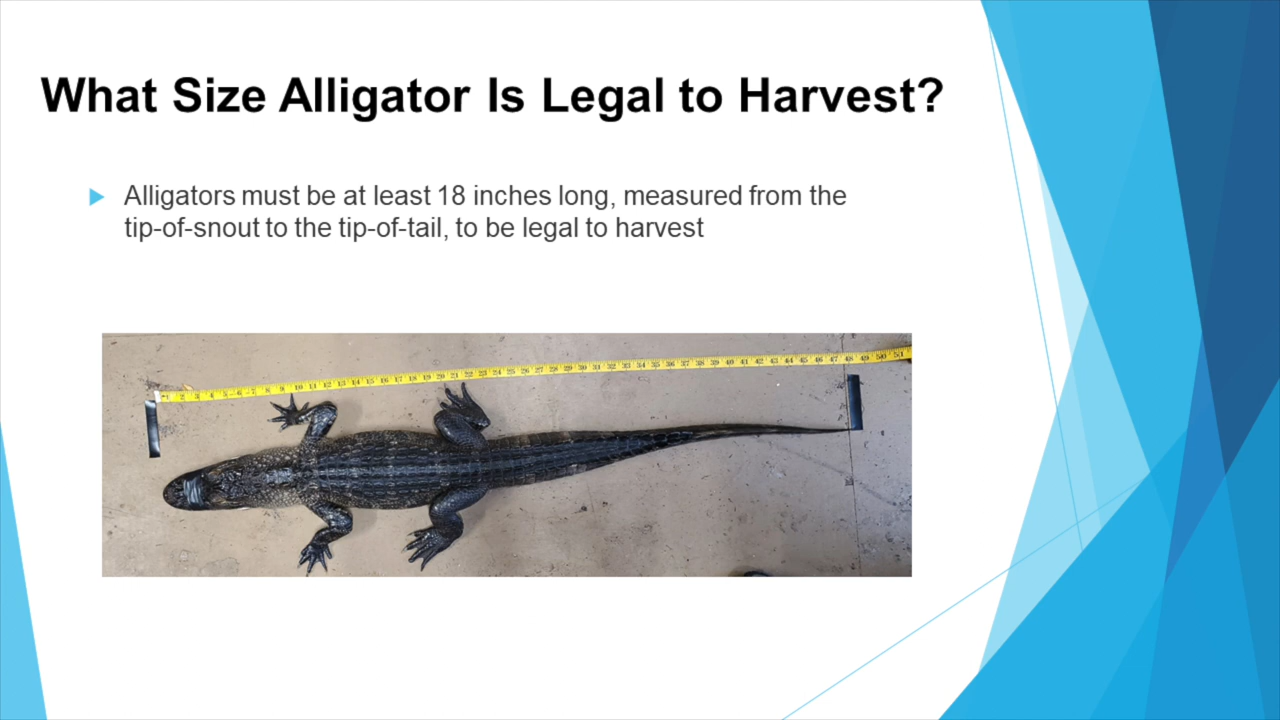 What Size Alligator Is Legal to Harvest?
Alligators must be at least 18 inches long, measured from the
tip-of-snout to the tip-of-tail, to be legal to harvest